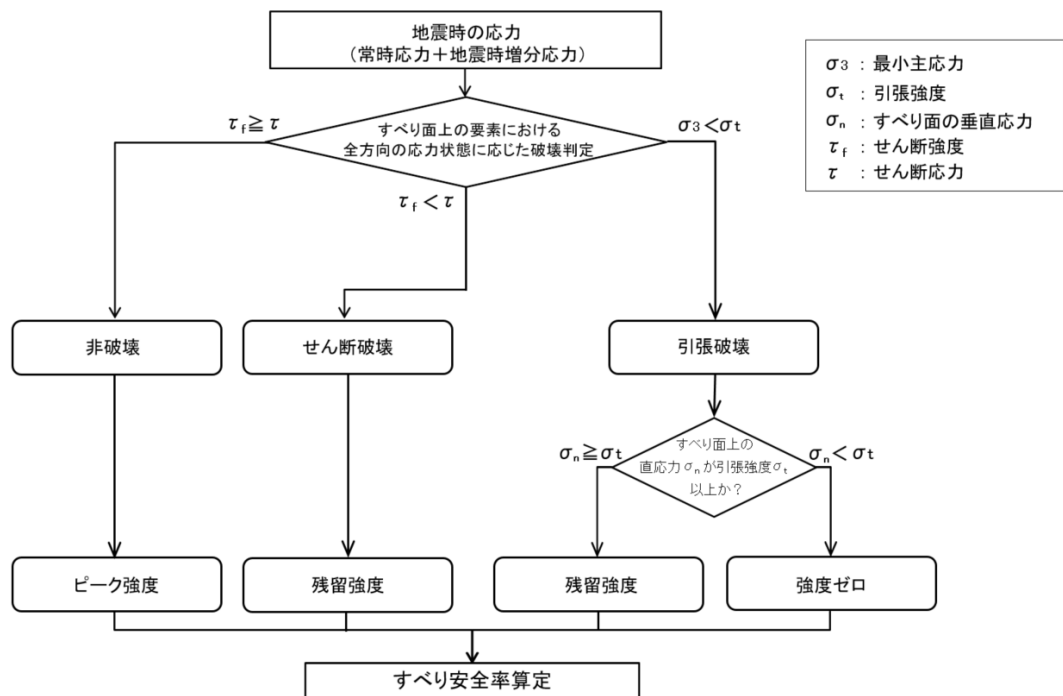 地震時の応力
(常時応力+地震時増分応力)
σ3 : 最小主応力
σt : 引張強度
σn : すべり面の垂直応力
τf : せん断強度
τ : せん断応力
τf≧τ
すべり面上の要素における
全方向の応力状態に応じた破壊判定
σ3<σt
τf<τ
非破壊
せん断破壊
引張破壊
σn≧σt
すべり面上の
直応力σnが引張強度σt
以上か?
σn<σt
ピーク強度
残留強度
残留強度
強度ゼロ
すべり安全率算定